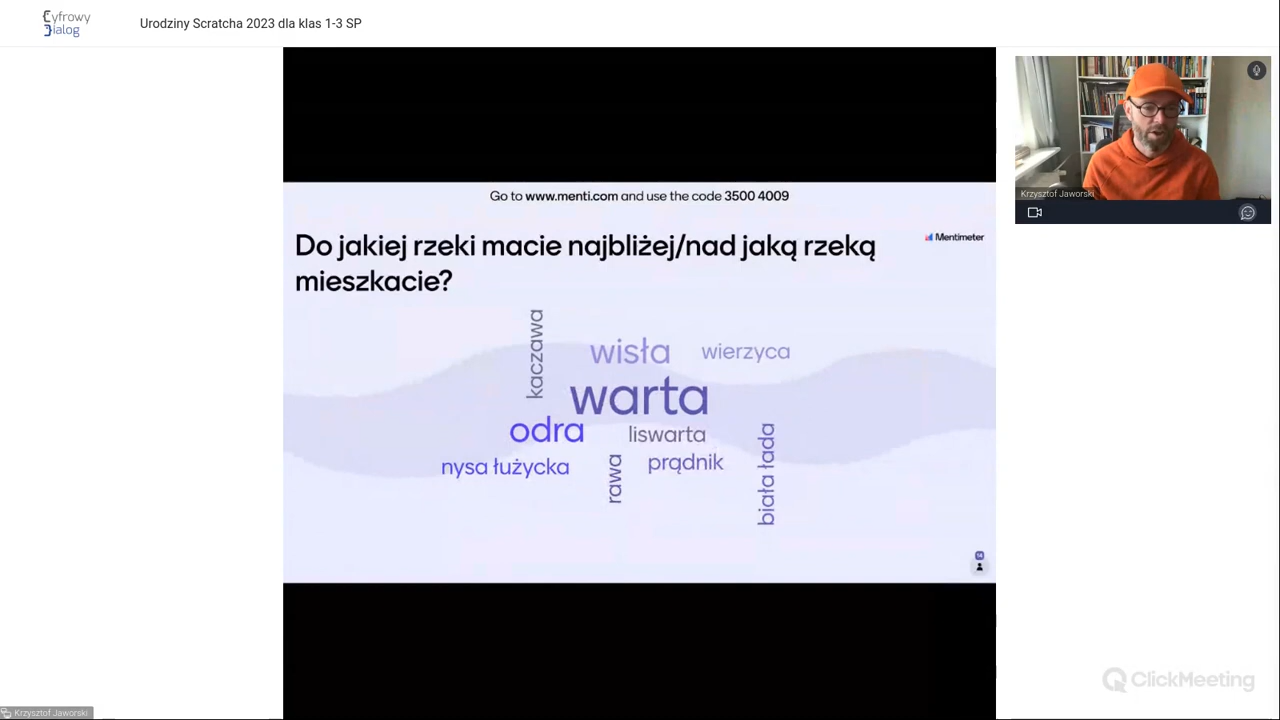 Cyfrowy
Dialog
Urodziny Scratcha 2023 dla klas 1-3 SP
Go to www.menti.com and use the code 3500 4009
Mentimeter
Do jakiej rzeki macie najbliżej/nad jaką rzeką
mieszkacie?
kaczawa
wisła
wierzyca
warta
odra
liswarta
nysa łużycka
rawa
prądnik
biała łada
Krzysztof Jaworski
ClickMeeting
Krzysztof Jaworski